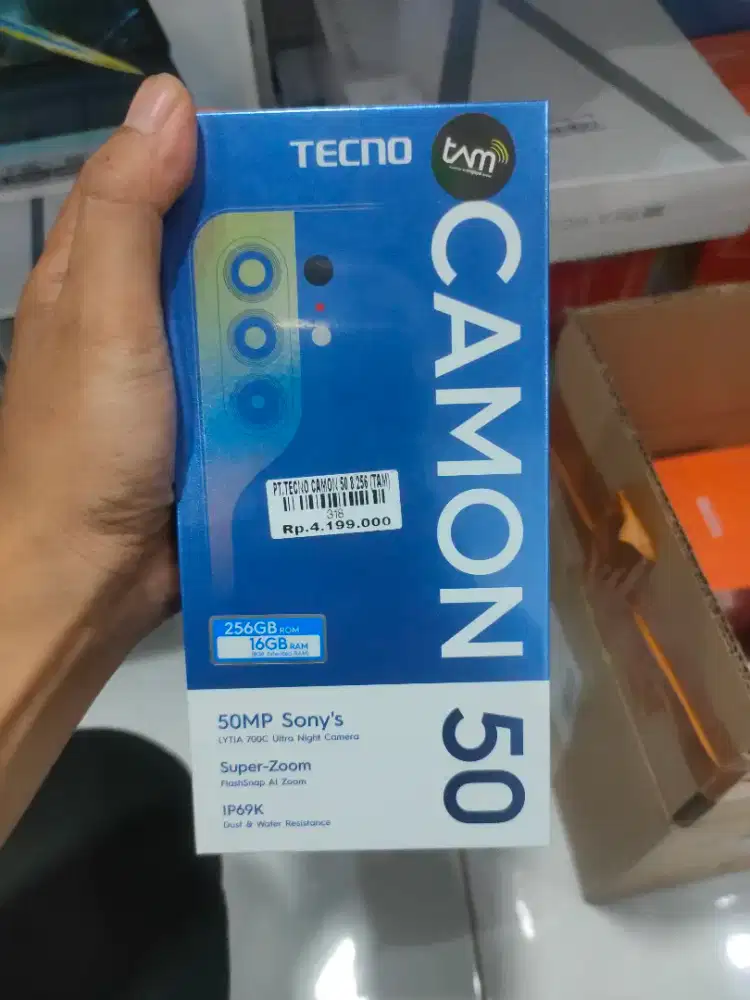 TECNO
tam
CAMON 50
PT.TECNO CAMON 50 8 256 (TAM)
318
Rp.4.199.000
256GB ROM
16GB RAM
50MP Sony's
LYTIA 700C Ultra Night Camera
Super-Zoom
FlashSnap AI Zoom
IP69K
Dust & Water Resistance